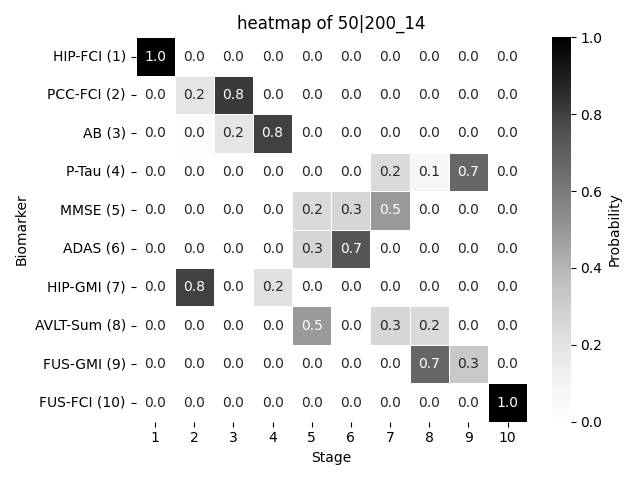 heatmap of 50|200_14
HIP-FCI (1) 1.0 0.0 0.0 0.0 0.0 0.0 0.0 0.0 0.0 0.0
PCC-FCI (2) 0.0 0.2 0.8 0.0 0.0 0.0 0.0 0.0 0.0 0.0
AB (3) 0.0 0.0 0.2 0.8 0.0 0.0 0.0 0.0 0.0 0.0
P-Tau (4) 0.0 0.0 0.0 0.0 0.0 0.0 0.2 0.1 0.7 0.0
MMSE (5) 0.0 0.0 0.0 0.0 0.2 0.3 0.5 0.0 0.0 0.0
ADAS (6) 0.0 0.0 0.0 0.0 0.3 0.7 0.0 0.0 0.0 0.0
HIP-GMI (7) 0.0 0.8 0.0 0.2 0.0 0.0 0.0 0.0 0.0 0.0
AVLT-Sum (8) 0.0 0.0 0.0 0.0 0.5 0.0 0.3 0.2 0.0 0.0
FUS-GMI (9) 0.0 0.0 0.0 0.0 0.0 0.0 0.0 0.7 0.3 0.0
FUS-FCI (10) 0.0 0.0 0.0 0.0 0.0 0.0 0.0 0.0 0.0 1.0
1 2 3 4 5 6 7 8 9 10
Stage
Biomarker
1.0
0.8
0.6
0.4
0.2
0.0
Probability